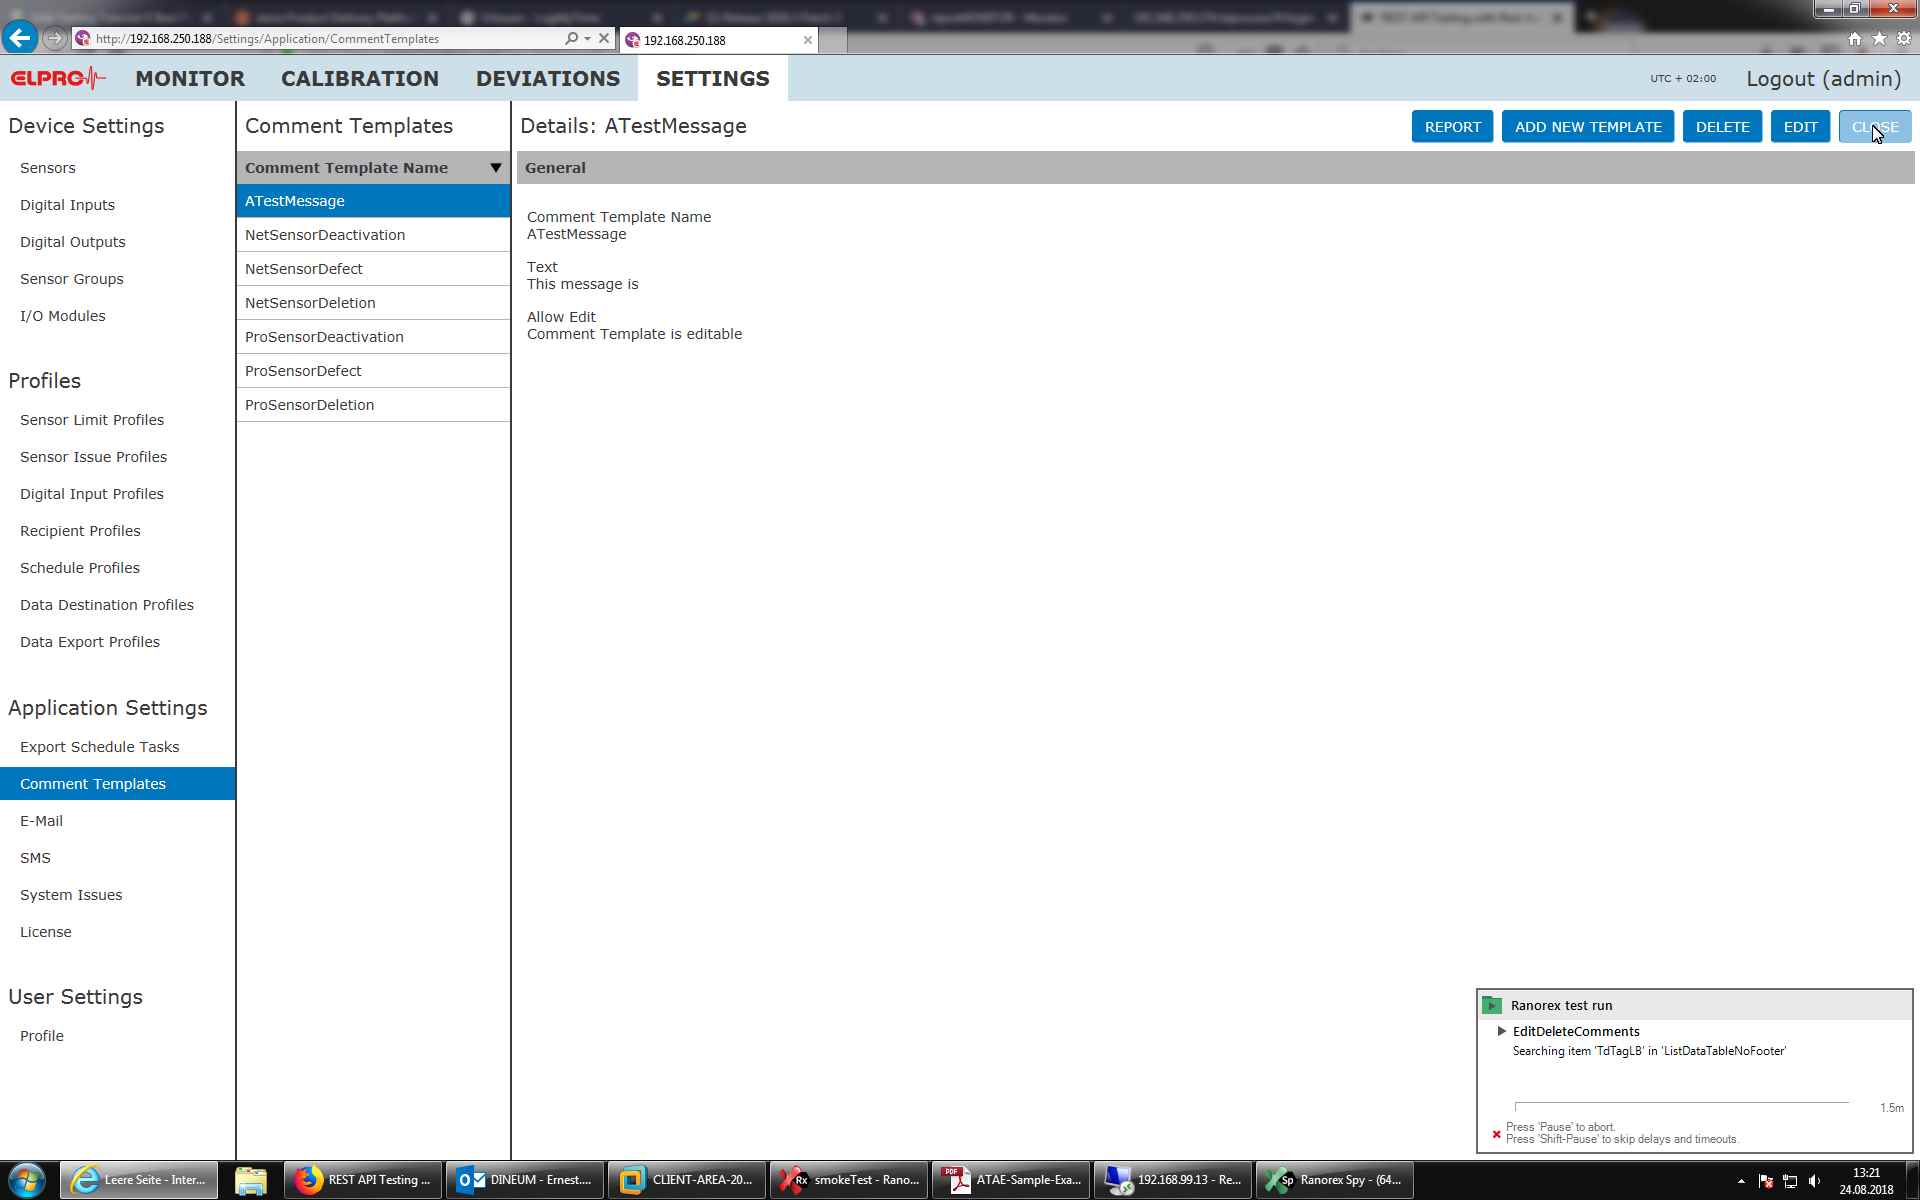 http://192.168.250.188/Settings/Application/CommentTemplates
192.168.250.188
ELPRO
MONITOR
CALIBRATION
DEVIATIONS
SETTINGS
UTC + 02:00
Logout (admin)
Device Settings
Sensors
Digital Inputs
Digital Outputs
Sensor Groups
I/O Modules
Profiles
Sensor Limit Profiles
Sensor Issue Profiles
Digital Input Profiles
Recipient Profiles
Schedule Profiles
Data Destination Profiles
Data Export Profiles
Application Settings
Export Schedule Tasks
Comment Templates
E-Mail
SMS
System Issues
License
User Settings
Profile
Comment Templates
Comment Template Name
ATestMessage
NetSensorDeactivation
NetSensorDefect
NetSensorDeletion
ProSensorDeactivation
ProSensorDefect
ProSensorDeletion
Details: ATestMessage
REPORT
ADD NEW TEMPLATE
DELETE
EDIT
CLOSE
General
Comment Template Name
ATestMessage
Text
This message is
Allow Edit
Comment Template is editable
Ranorex test run
EditDeleteComments
Searching item 'TdTagLB' in 'ListDataTableNoFooter'
1.5m
Press 'Pause' to abort.
Press 'Shift-Pause' to skip delays and timeouts.
Leere Seite - Inter...
REST API Testing ...
DINEUM - Ernest....
CLIENT-AREA-20...
Rx
smokeTest - Rano...
PDF
ATAE-Sample-Exa...
192.168.99.13 - Re...
Sp
Ranorex Spy - (64...
13:21
24.08.2018